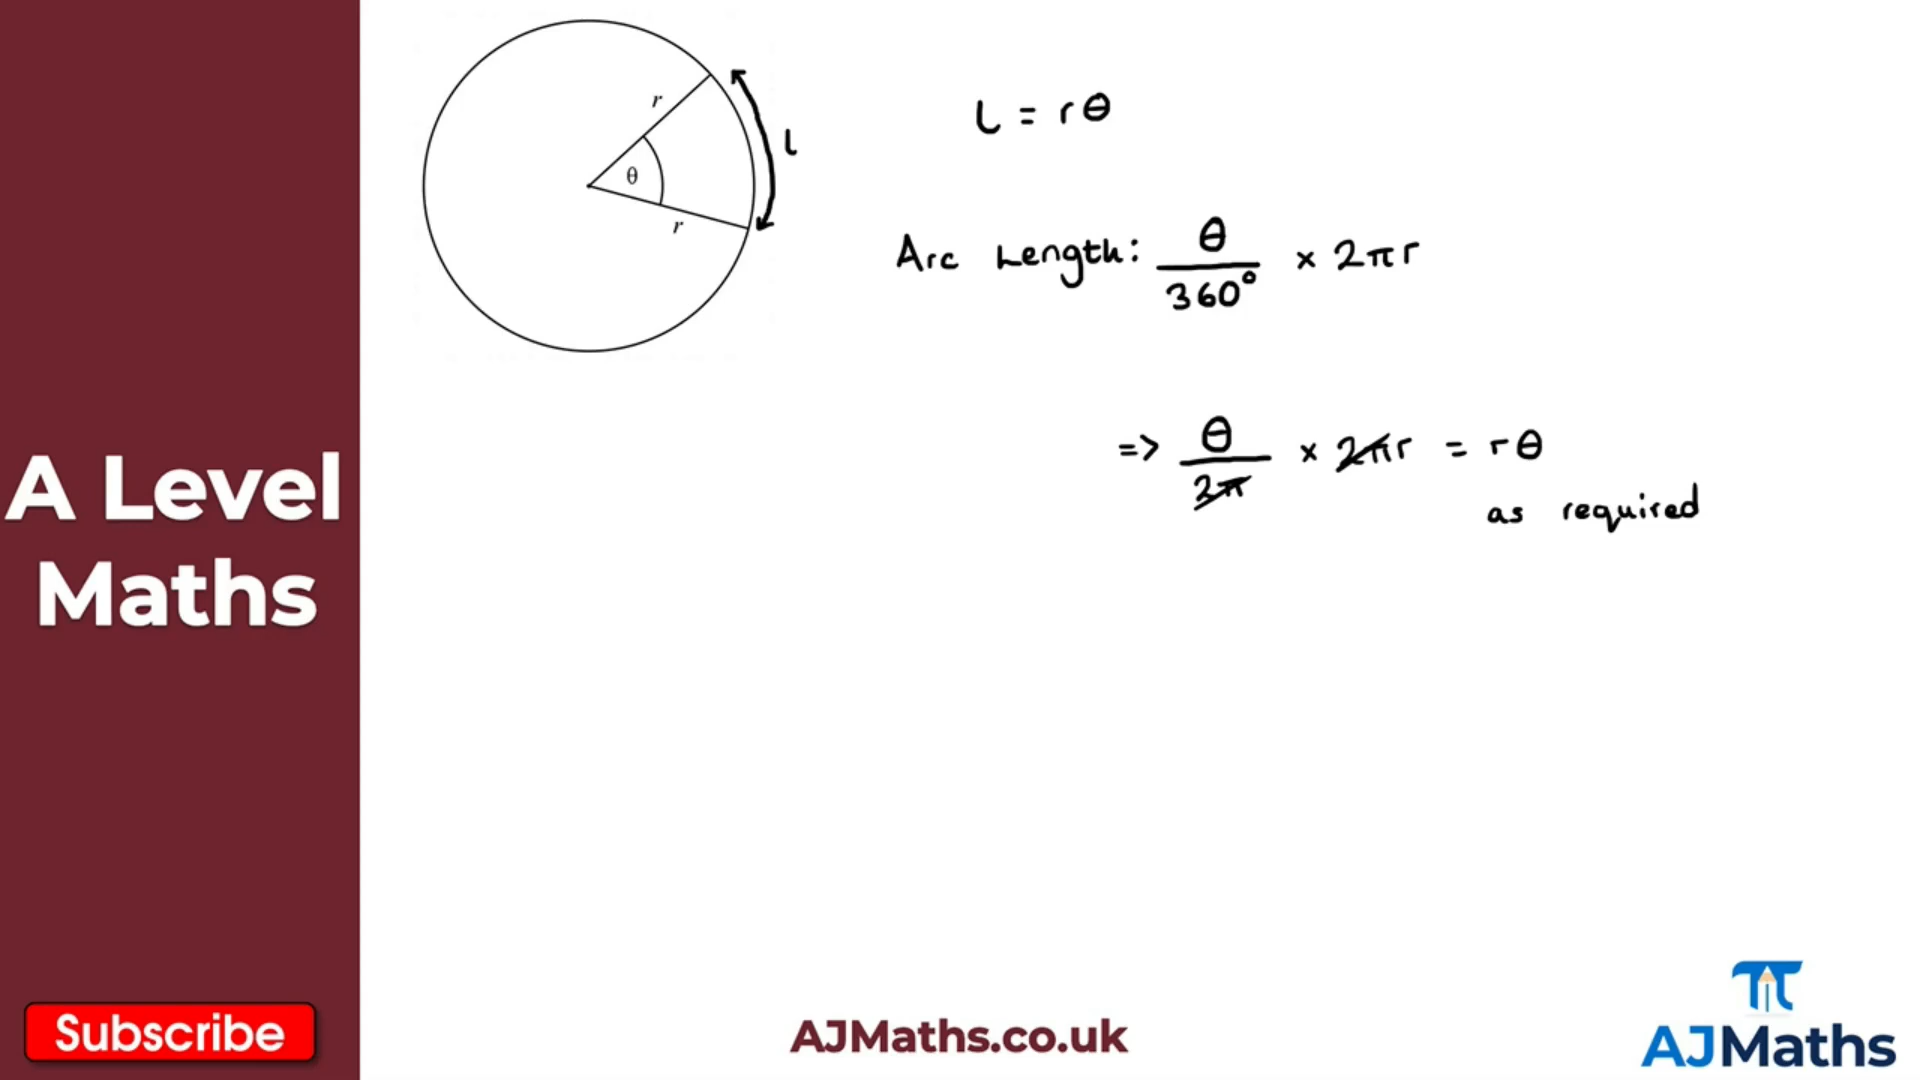 r
θ
r
l
l = rθ
Arc Length: θ/360° × 2πr
=> θ/2π × 2πr = rθ
as required
A Level
Maths
Subscribe
AJMaths.co.uk
AJMaths